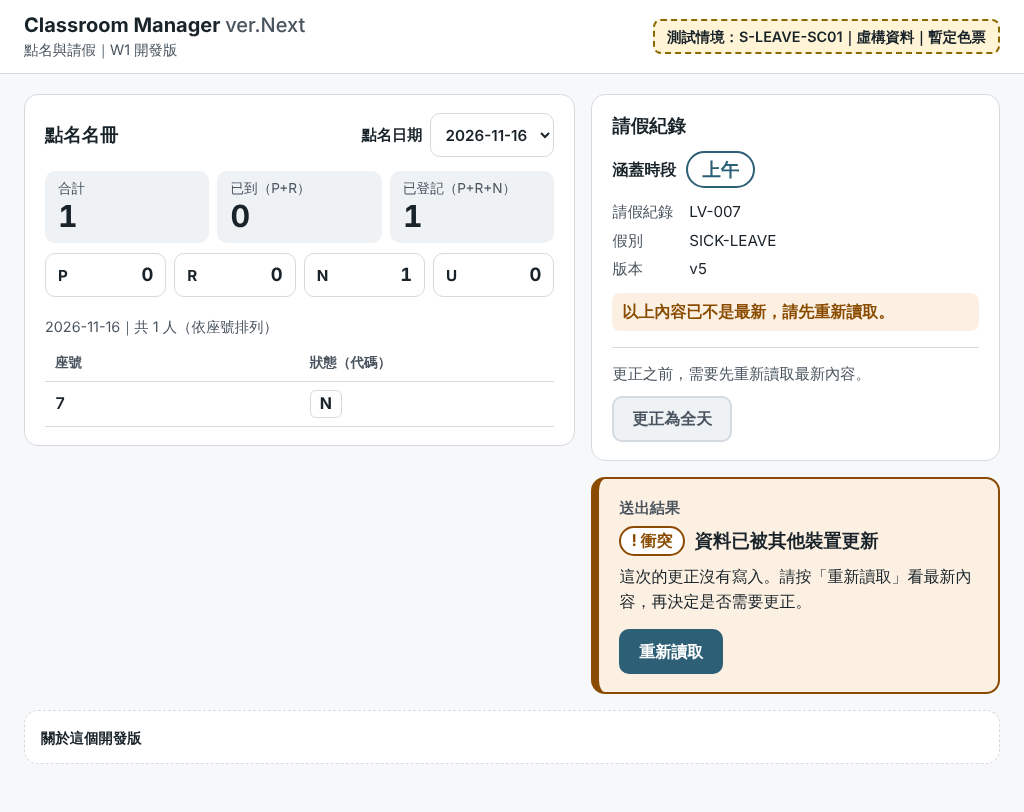 Classroom Manager ver.Next
點名與請假｜W1 開發版
測試情境：S-LEAVE-SC01｜虛構資料｜暫定色票
點名名冊
點名日期
2026-11-16
合計
1
已到（P+R）
0
已登記（P+R+N）
1
P 0
R 0
N 1
U 0
2026-11-16｜共 1 人（依座號排列）
座號 狀態（代碼）
7 N
請假紀錄
涵蓋時段 上午
請假紀錄 LV-007
假別 SICK-LEAVE
版本 v5
以上內容已不是最新，請先重新讀取。
更正之前，需要先重新讀取最新內容。
更正為全天
送出結果
! 衝突 資料已被其他裝置更新
這次的更正沒有寫入。請按「重新讀取」看最新內
容，再決定是否需要更正。
重新讀取
關於這個開發版